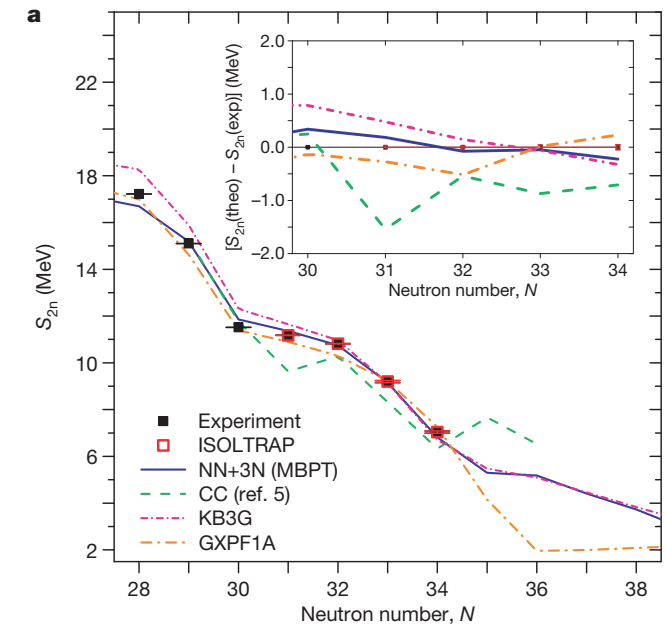 a
22
18
14
10
6
2
S2n (MeV)
28
30
32
34
36
38
Neutron number, N
2.0
1.0
0.0
−1.0
−2.0
[S2n(theo) − S2n(exp)] (MeV)
30
31
32
33
34
Neutron number, N
Experiment
ISOLTRAP
NN+3N (MBPT)
CC (ref. 5)
KB3G
GXPF1A